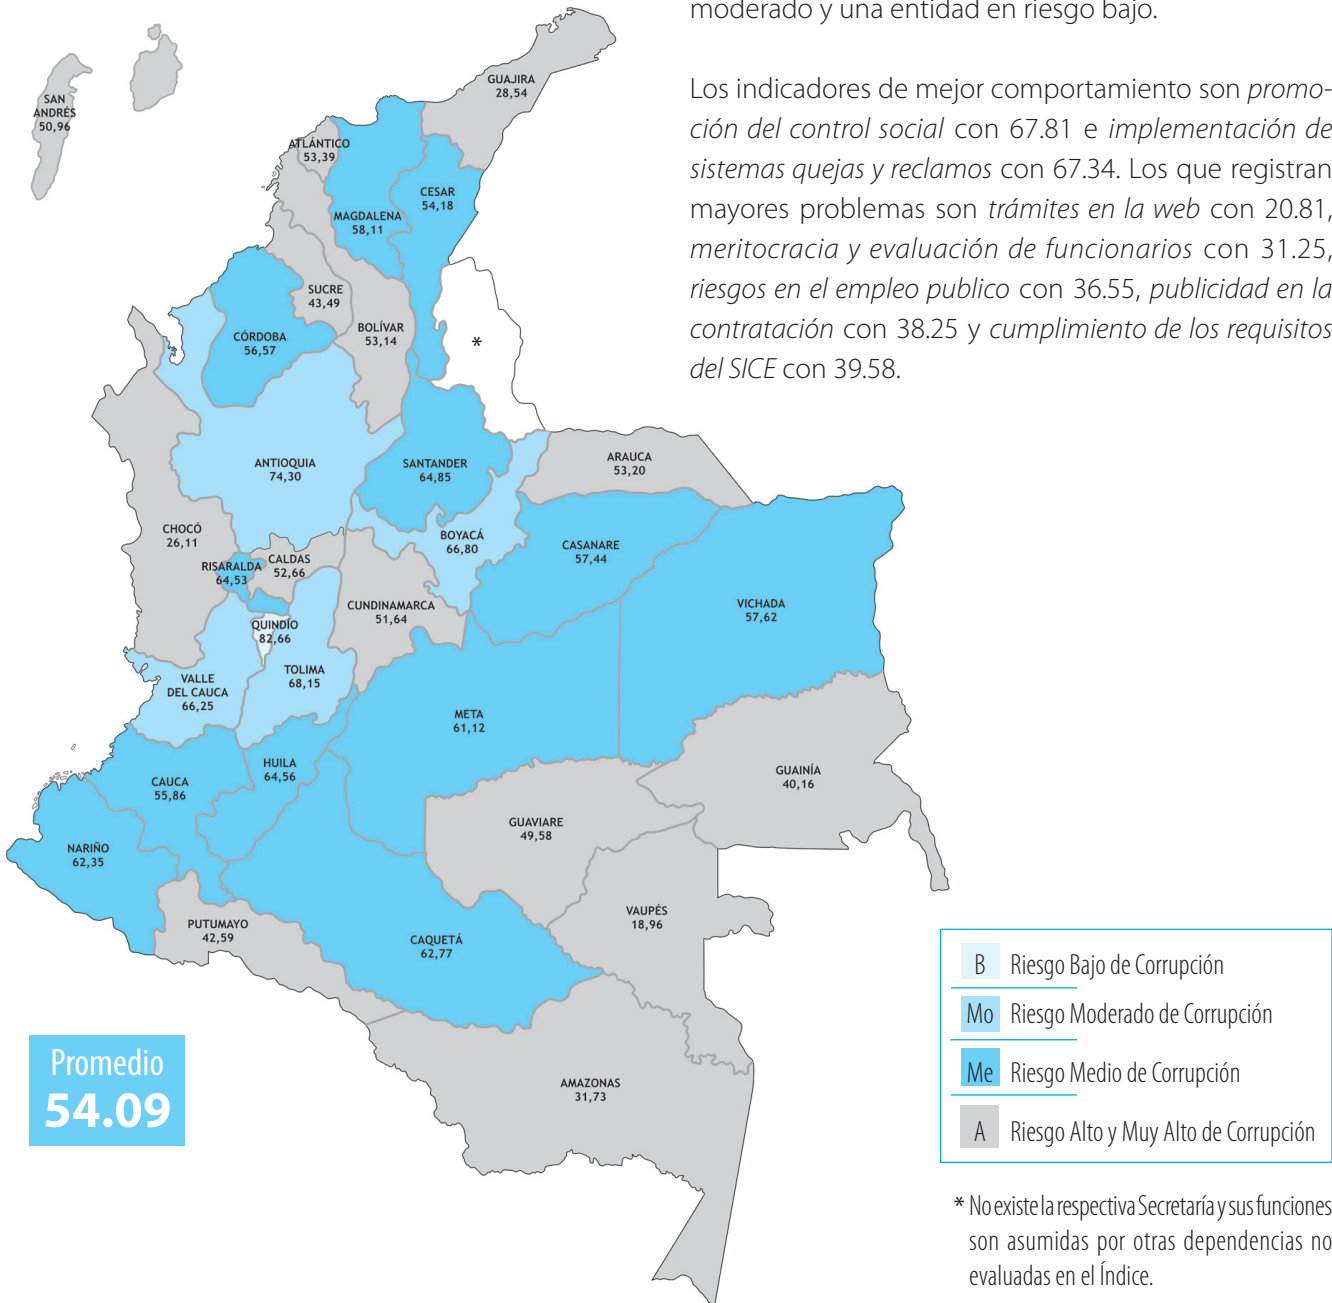 moderado y una entidad en riesgo bajo.
Los indicadores de mejor comportamiento son promo-
ción del control social con 67.81 e implementación de
sistemas quejas y reclamos con 67.34. Los que registran
mayores problemas son trámites en la web con 20.81,
meritocracia y evaluación de funcionarios con 31.25,
riesgos en el empleo publico con 36.55, publicidad en la
contratación con 38.25 y cumplimiento de los requisitos
del SICE con 39.58.
SAN
ANDRÉS
50,96
GUAJIRA
28,54
ATLÁNTICO
53,39
MAGDALENA
58,11
CESAR
54,18
SUCRE
43,49
BOLÍVAR
53,14
*
CÓRDOBA
56,57
ANTIOQUIA
74,30
SANTANDER
64,85
ARAUCA
53,20
CHOCÓ
26,11
BOYACÁ
66,80
CASANARE
57,44
RISARALDA
64,53
CALDAS
52,66
CUNDINAMARCA
51,64
VICHADA
57,62
QUINDÍO
82,66
VALLE
DEL CAUCA
66,25
TOLIMA
68,15
META
61,12
CAUCA
55,86
HUILA
64,56
GUAINÍA
40,16
GUAVIARE
49,58
NARIÑO
62,35
PUTUMAYO
42,59
CAQUETÁ
62,77
VAUPÉS
18,96
AMAZONAS
31,73
Promedio
54.09
B Riesgo Bajo de Corrupción
Mo Riesgo Moderado de Corrupción
Me Riesgo Medio de Corrupción
A Riesgo Alto y Muy Alto de Corrupción
* No existe la respectiva Secretaría y sus funciones
son asumidas por otras dependencias no
evaluadas en el Índice.